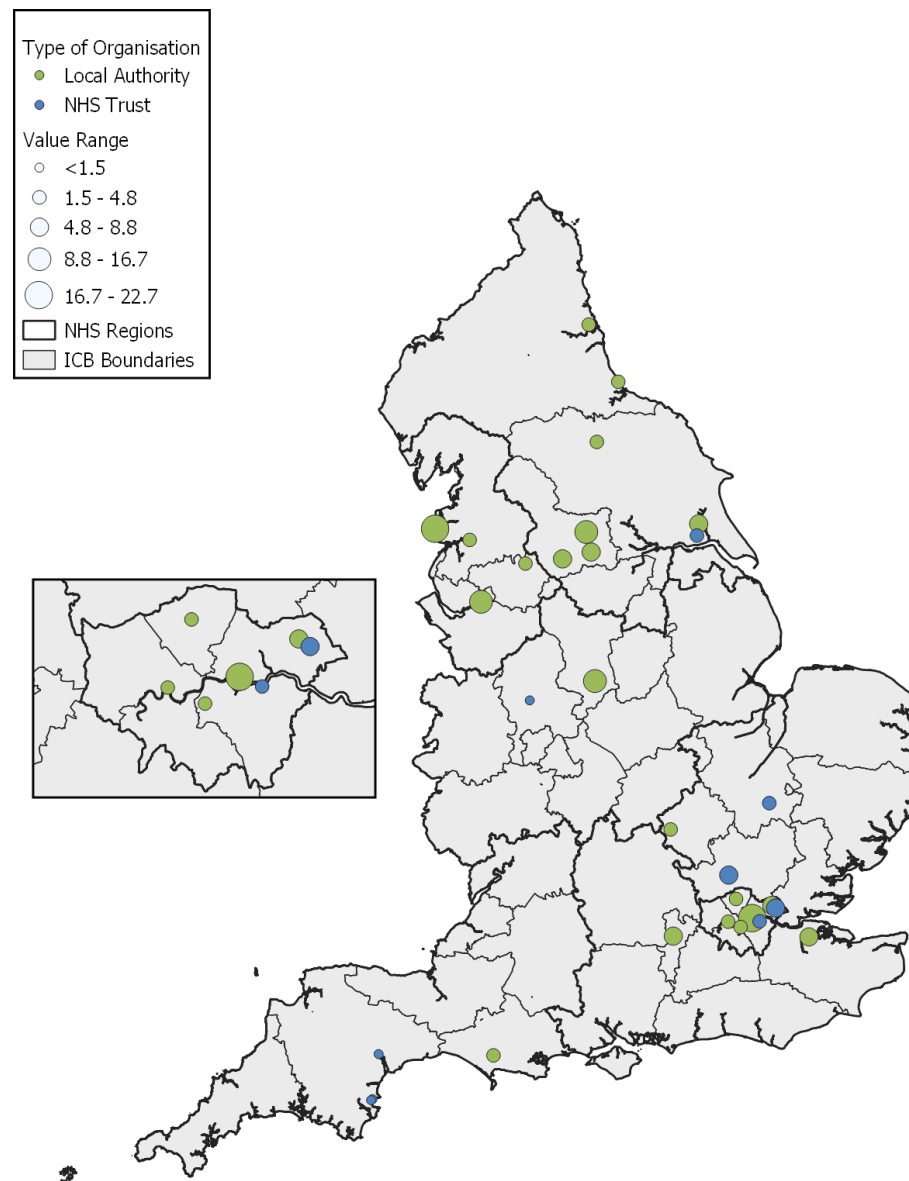 Type of Organisation
Local Authority
NHS Trust
Value Range
<1.5
1.5 - 4.8
4.8 - 8.8
8.8 - 16.7
16.7 - 22.7
NHS Regions
ICB Boundaries